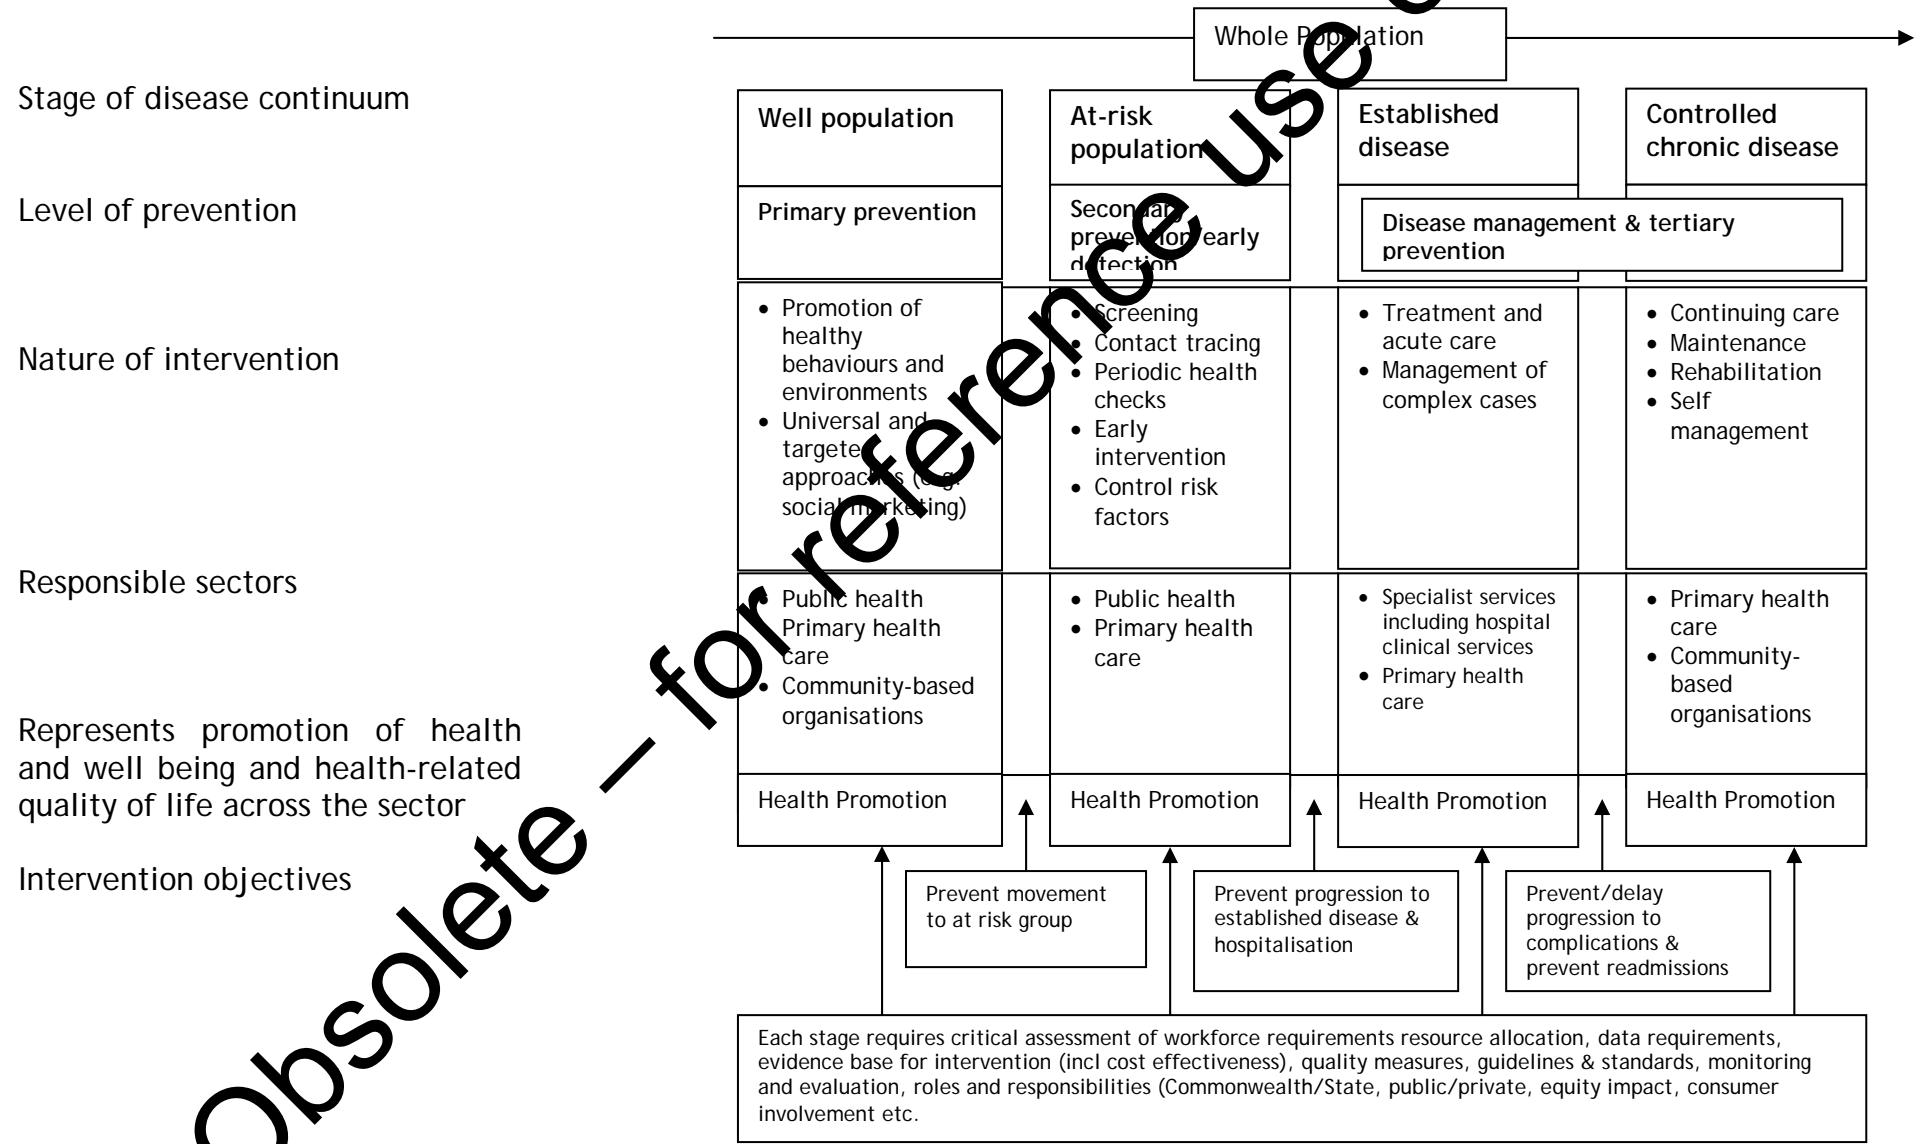 Whole Population
Stage of disease continuum
Well population
At-risk
population
Established
disease
Controlled
chronic disease
Level of prevention
Primary prevention
Secondary
prevention/early
detection
Disease management & tertiary
prevention
Nature of intervention
• Promotion of
healthy
behaviours and
environments
• Universal and
targeted
approaches (e.g.
social marketing)
• Screening
• Contact tracing
• Periodic health
checks
• Early
intervention
• Control risk
factors
• Treatment and
acute care
• Management of
complex cases
• Continuing care
• Maintenance
• Rehabilitation
• Self
management
Responsible sectors
• Public health
Primary health
care
• Community-based
organisations
• Public health
• Primary health
care
• Specialist services
including hospital
clinical services
• Primary health
care
• Primary health
care
• Community-
based
organisations
Represents promotion of health
and well being and health-related
quality of life across the sector
Health Promotion
Health Promotion
Health Promotion
Health Promotion
Intervention objectives
Prevent movement
to at risk group
Prevent progression to
established disease &
hospitalisation
Prevent/delay
progression to
complications &
prevent readmissions
Each stage requires critical assessment of workforce requirements resource allocation, data requirements,
evidence base for intervention (incl cost effectiveness), quality measures, guidelines & standards, monitoring
and evaluation, roles and responsibilities (Commonwealth/State, public/private, equity impact, consumer
involvement etc.
Obsolete – for reference use